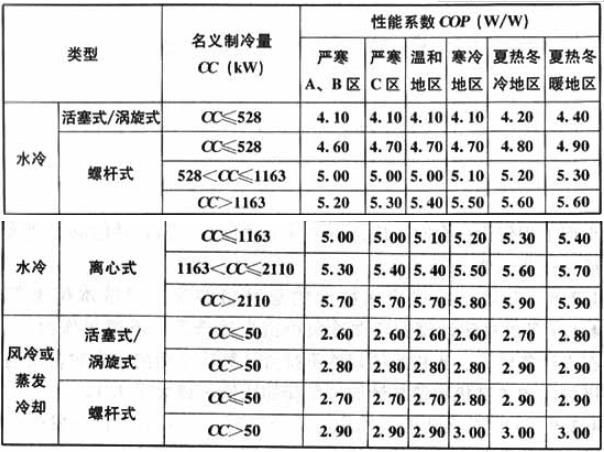 类型 名义制冷量 CC (kW) 性能系数 COP (W/W)
严寒 A、B 区 严寒 C 区 温和地区 寒冷地区 夏热冬冷地区 夏热冬暖地区
水冷 活塞式/涡旋式 CC≤528 4.10 4.10 4.10 4.10 4.20 4.40
螺杆式 CC≤528 4.60 4.70 4.70 4.70 4.80 4.90
528<CC≤1163 5.00 5.00 5.00 5.10 5.20 5.30
CC>1163 5.20 5.30 5.40 5.50 5.60 5.60
水冷 离心式 CC≤1163 5.00 5.00 5.10 5.20 5.30 5.40
1163<CC≤2110 5.30 5.40 5.40 5.50 5.60 5.70
CC>2110 5.70 5.70 5.70 5.80 5.90 5.90
风冷或蒸发冷却 活塞式/涡旋式 CC≤50 2.60 2.60 2.60 2.60 2.70 2.80
CC>50 2.80 2.80 2.80 2.80 2.90 2.90
螺杆式 CC≤50 2.70 2.70 2.70 2.80 2.90 2.90
CC>50 2.90 2.90 2.90 3.00 3.00 3.00